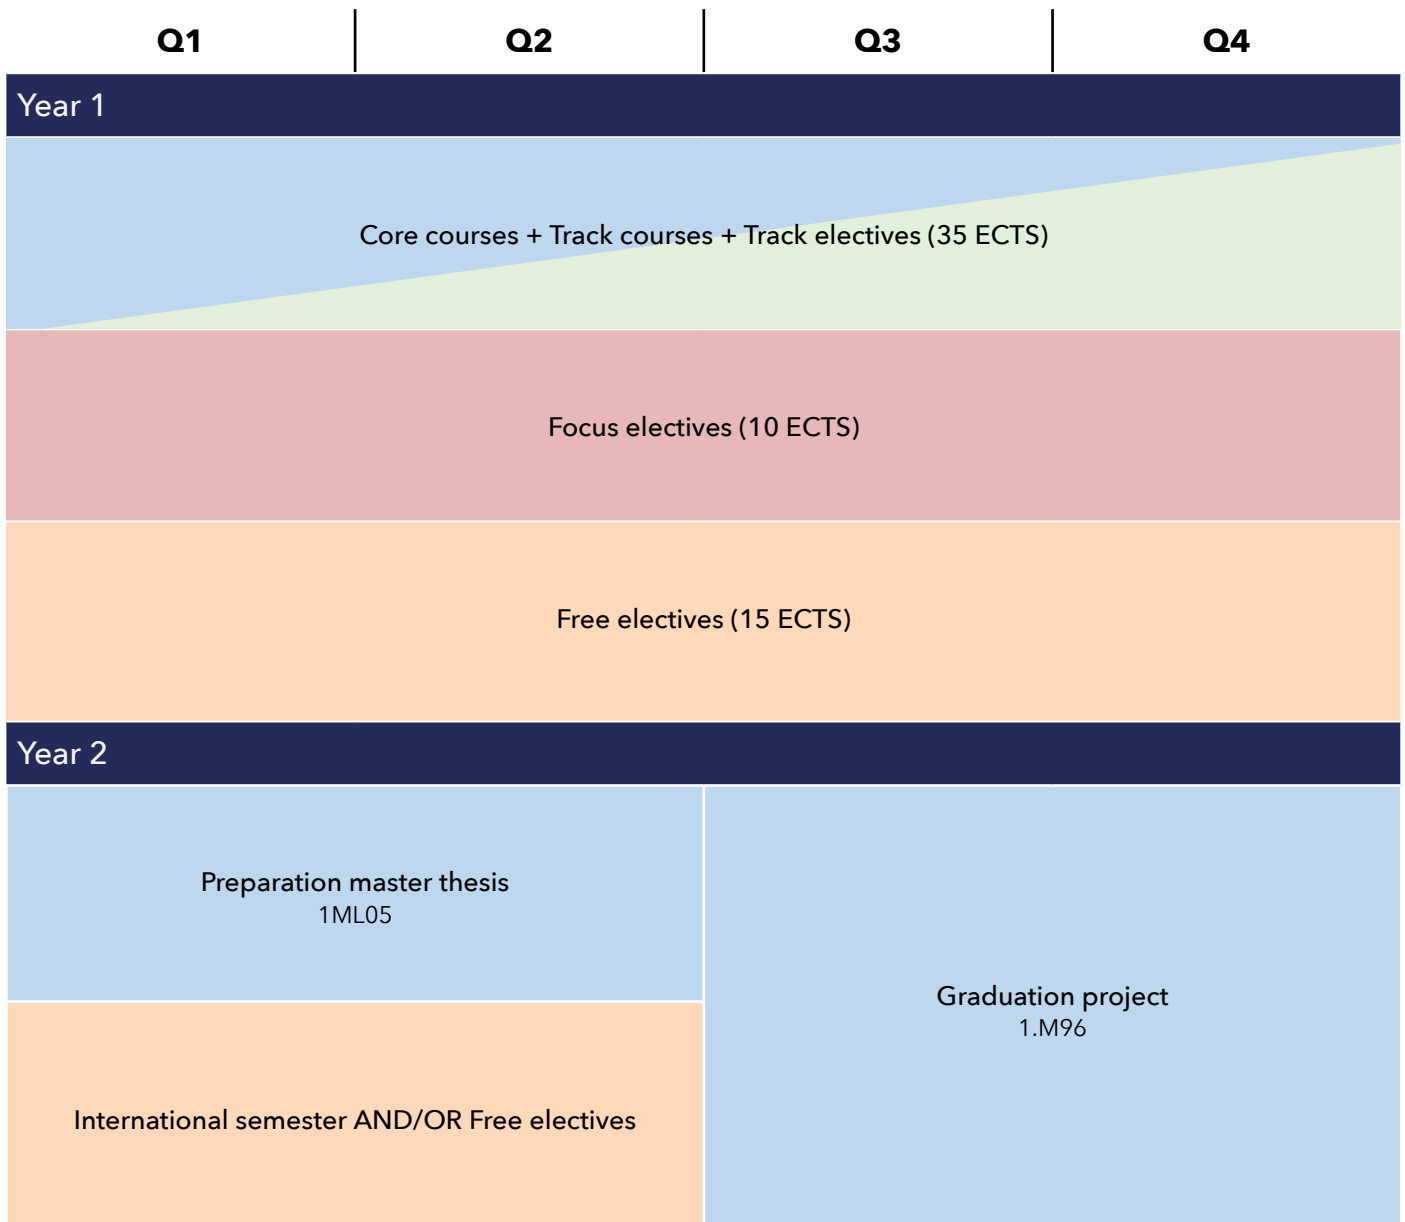 Q1
Q2
Q3
Q4
Year 1
Core courses + Track courses + Track electives (35 ECTS)
Focus electives (10 ECTS)
Free electives (15 ECTS)
Year 2
Preparation master thesis
1ML05
International semester AND/OR Free electives
Graduation project
1.M96